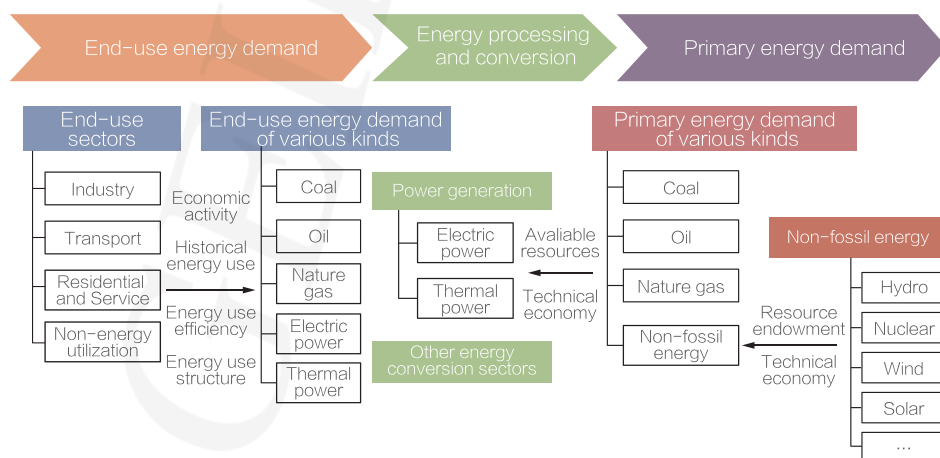 End-use energy demand
Energy processing
and conversion
Primary energy demand
End-use
sectors
Industry
Transport
Residential
and Service
Non-energy
utilization
Economic
activity
Historical
energy use
Energy use
efficiency
Energy use
structure
End-use energy demand
of various kinds
Coal
Oil
Nature
gas
Electric
power
Thermal
power
Power generation
Electric
power
Thermal
power
Other energy
conversion sectors
Avaliable
resources
Technical
economy
Primary energy demand
of various kinds
Coal
Oil
Nature gas
Non-fossil
energy
Resource
endowment
Technical
economy
Non-fossil energy
Hydro
Nuclear
Wind
Solar
...